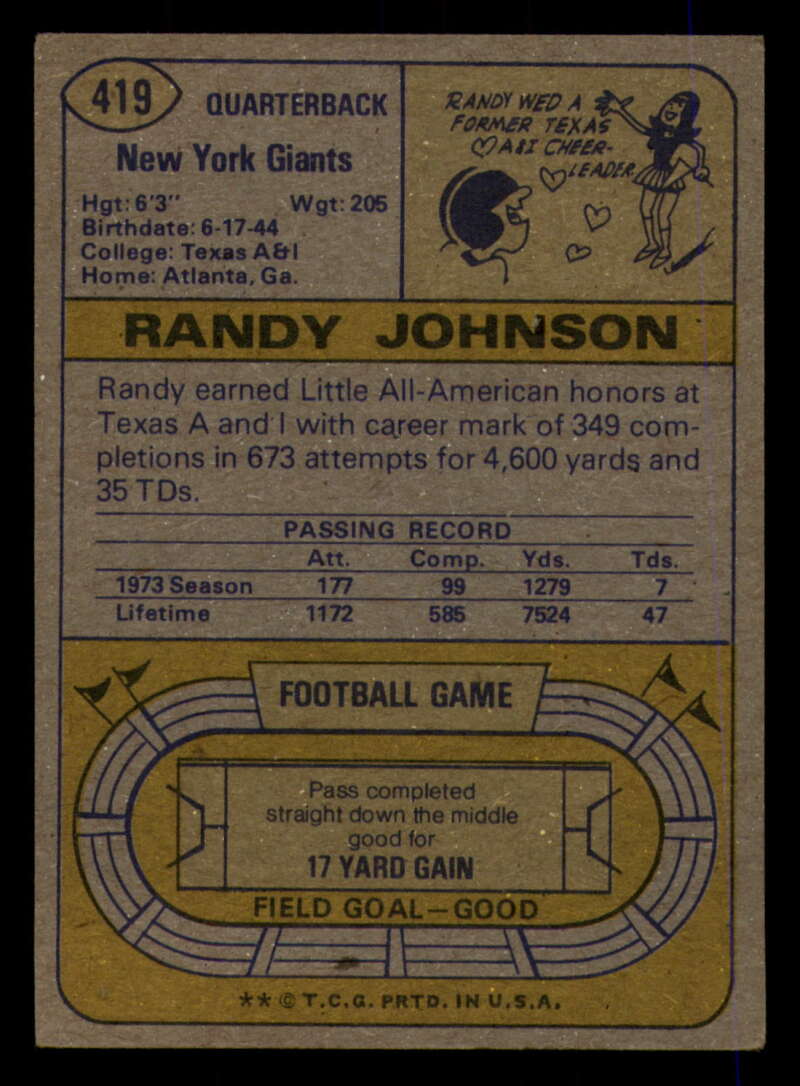 419
QUARTERBACK
New York Giants
Hgt: 6'3" Wgt: 205
Birthdate: 6-17-44
College: Texas A&I
Home: Atlanta, Ga.
RANDY WED A
FORMER TEXAS
A&I CHEER-
LEADER
RANDY JOHNSON
Randy earned Little All-American honors at
Texas A and I with career mark of 349 com-
pletions in 673 attempts for 4,600 yards and
35 TDs.
PASSING RECORD
Att. Comp. Yds. Tds.
1973 Season 177 99 1279 7
Lifetime 1172 585 7524 47
FOOTBALL GAME
Pass completed
straight down the middle
good for
17 YARD GAIN
FIELD GOAL—GOOD
** © T.C.G. PRTD. IN U.S.A.